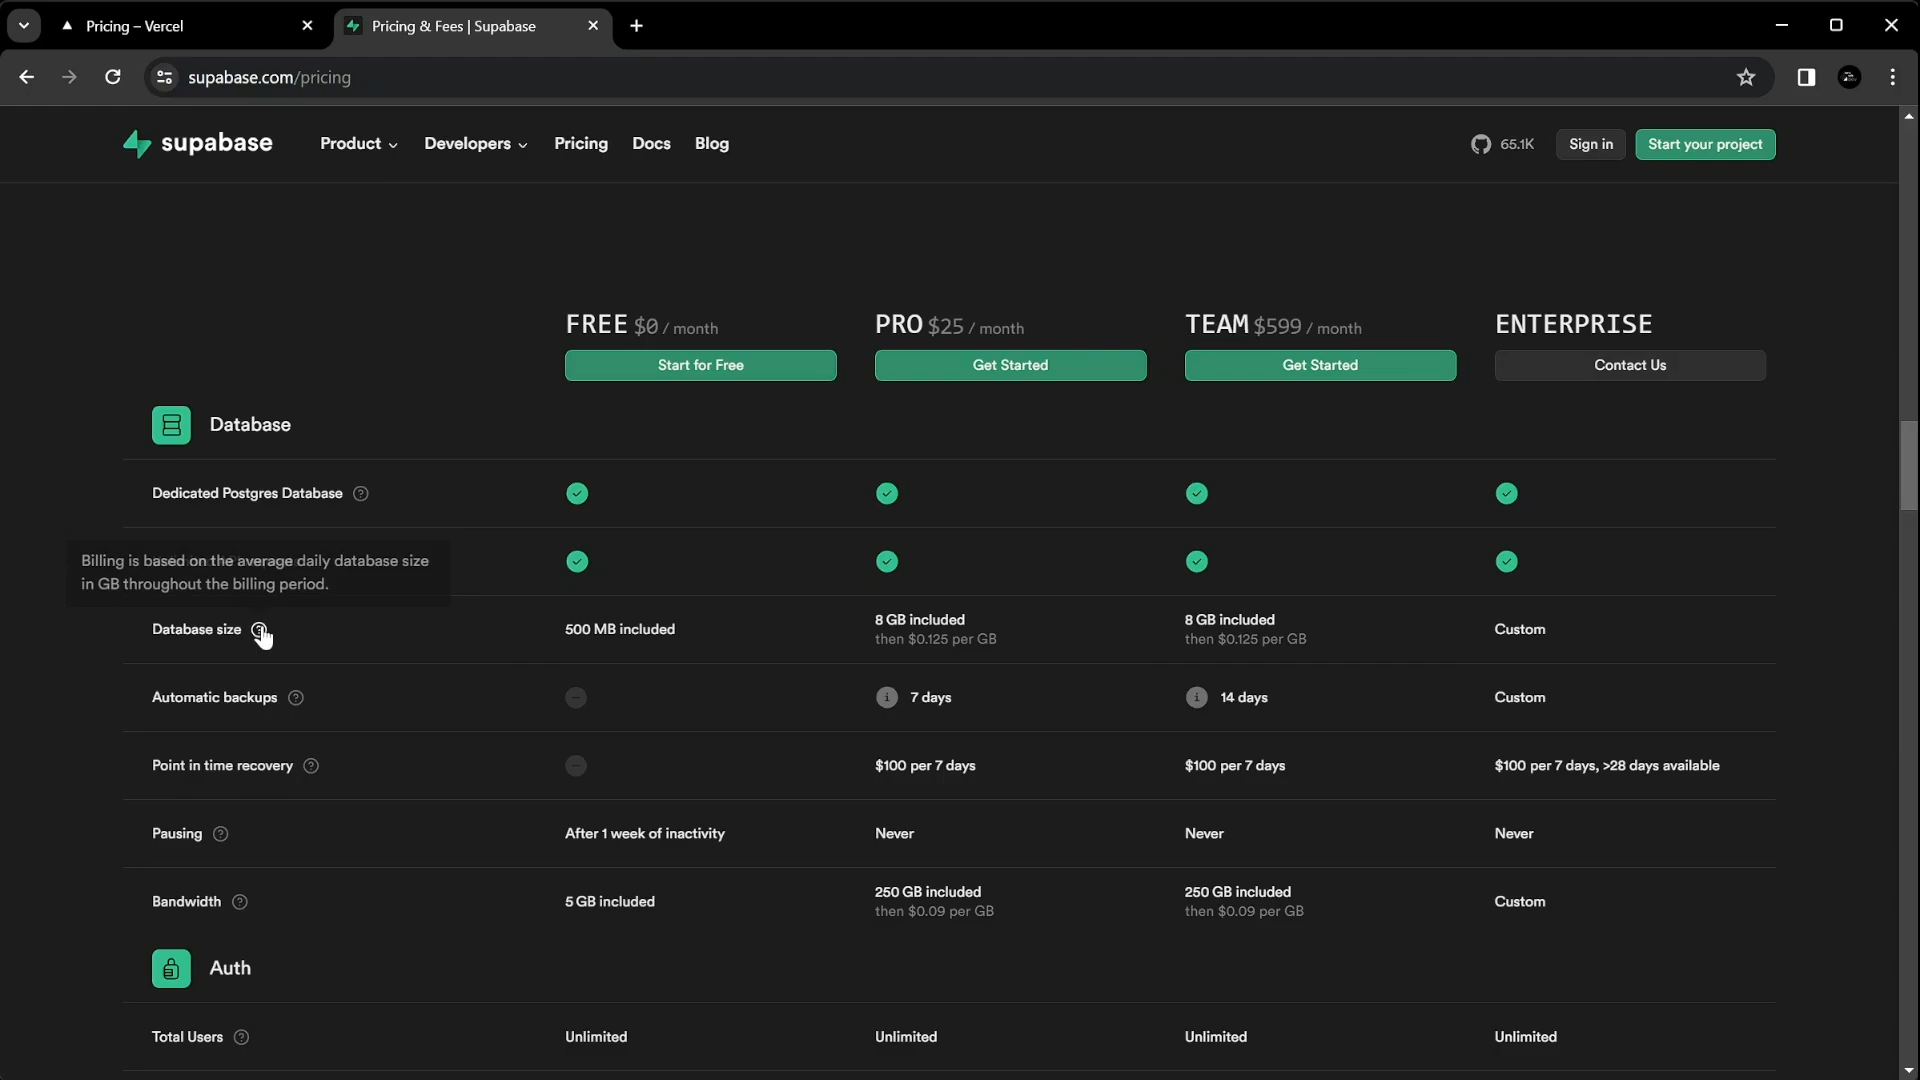 Pricing – Vercel
Pricing & Fees | Supabase
supabase.com/pricing
supabase
Product
Developers
Pricing
Docs
Blog
65.1K
Sign in
Start your project
FREE $0 / month
PRO $25 / month
TEAM $599 / month
ENTERPRISE
Start for Free
Get Started
Get Started
Contact Us
Database
Dedicated Postgres Database
Billing is based on the average daily database size
in GB throughout the billing period.
Database size
500 MB included
8 GB included
then $0.125 per GB
8 GB included
then $0.125 per GB
Custom
Automatic backups
7 days
14 days
Custom
Point in time recovery
$100 per 7 days
$100 per 7 days
$100 per 7 days, >28 days available
Pausing
After 1 week of inactivity
Never
Never
Never
Bandwidth
5 GB included
250 GB included
then $0.09 per GB
250 GB included
then $0.09 per GB
Custom
Auth
Total Users
Unlimited
Unlimited
Unlimited
Unlimited